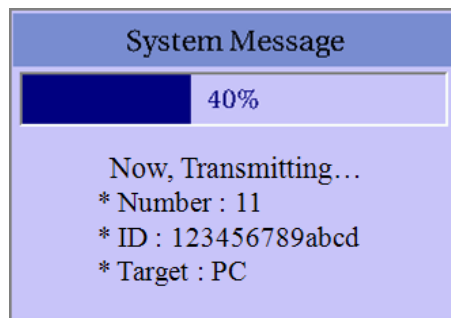 System Message
40%
Now, Transmitting…
* Number : 11
* ID : 123456789abcd
* Target : PC